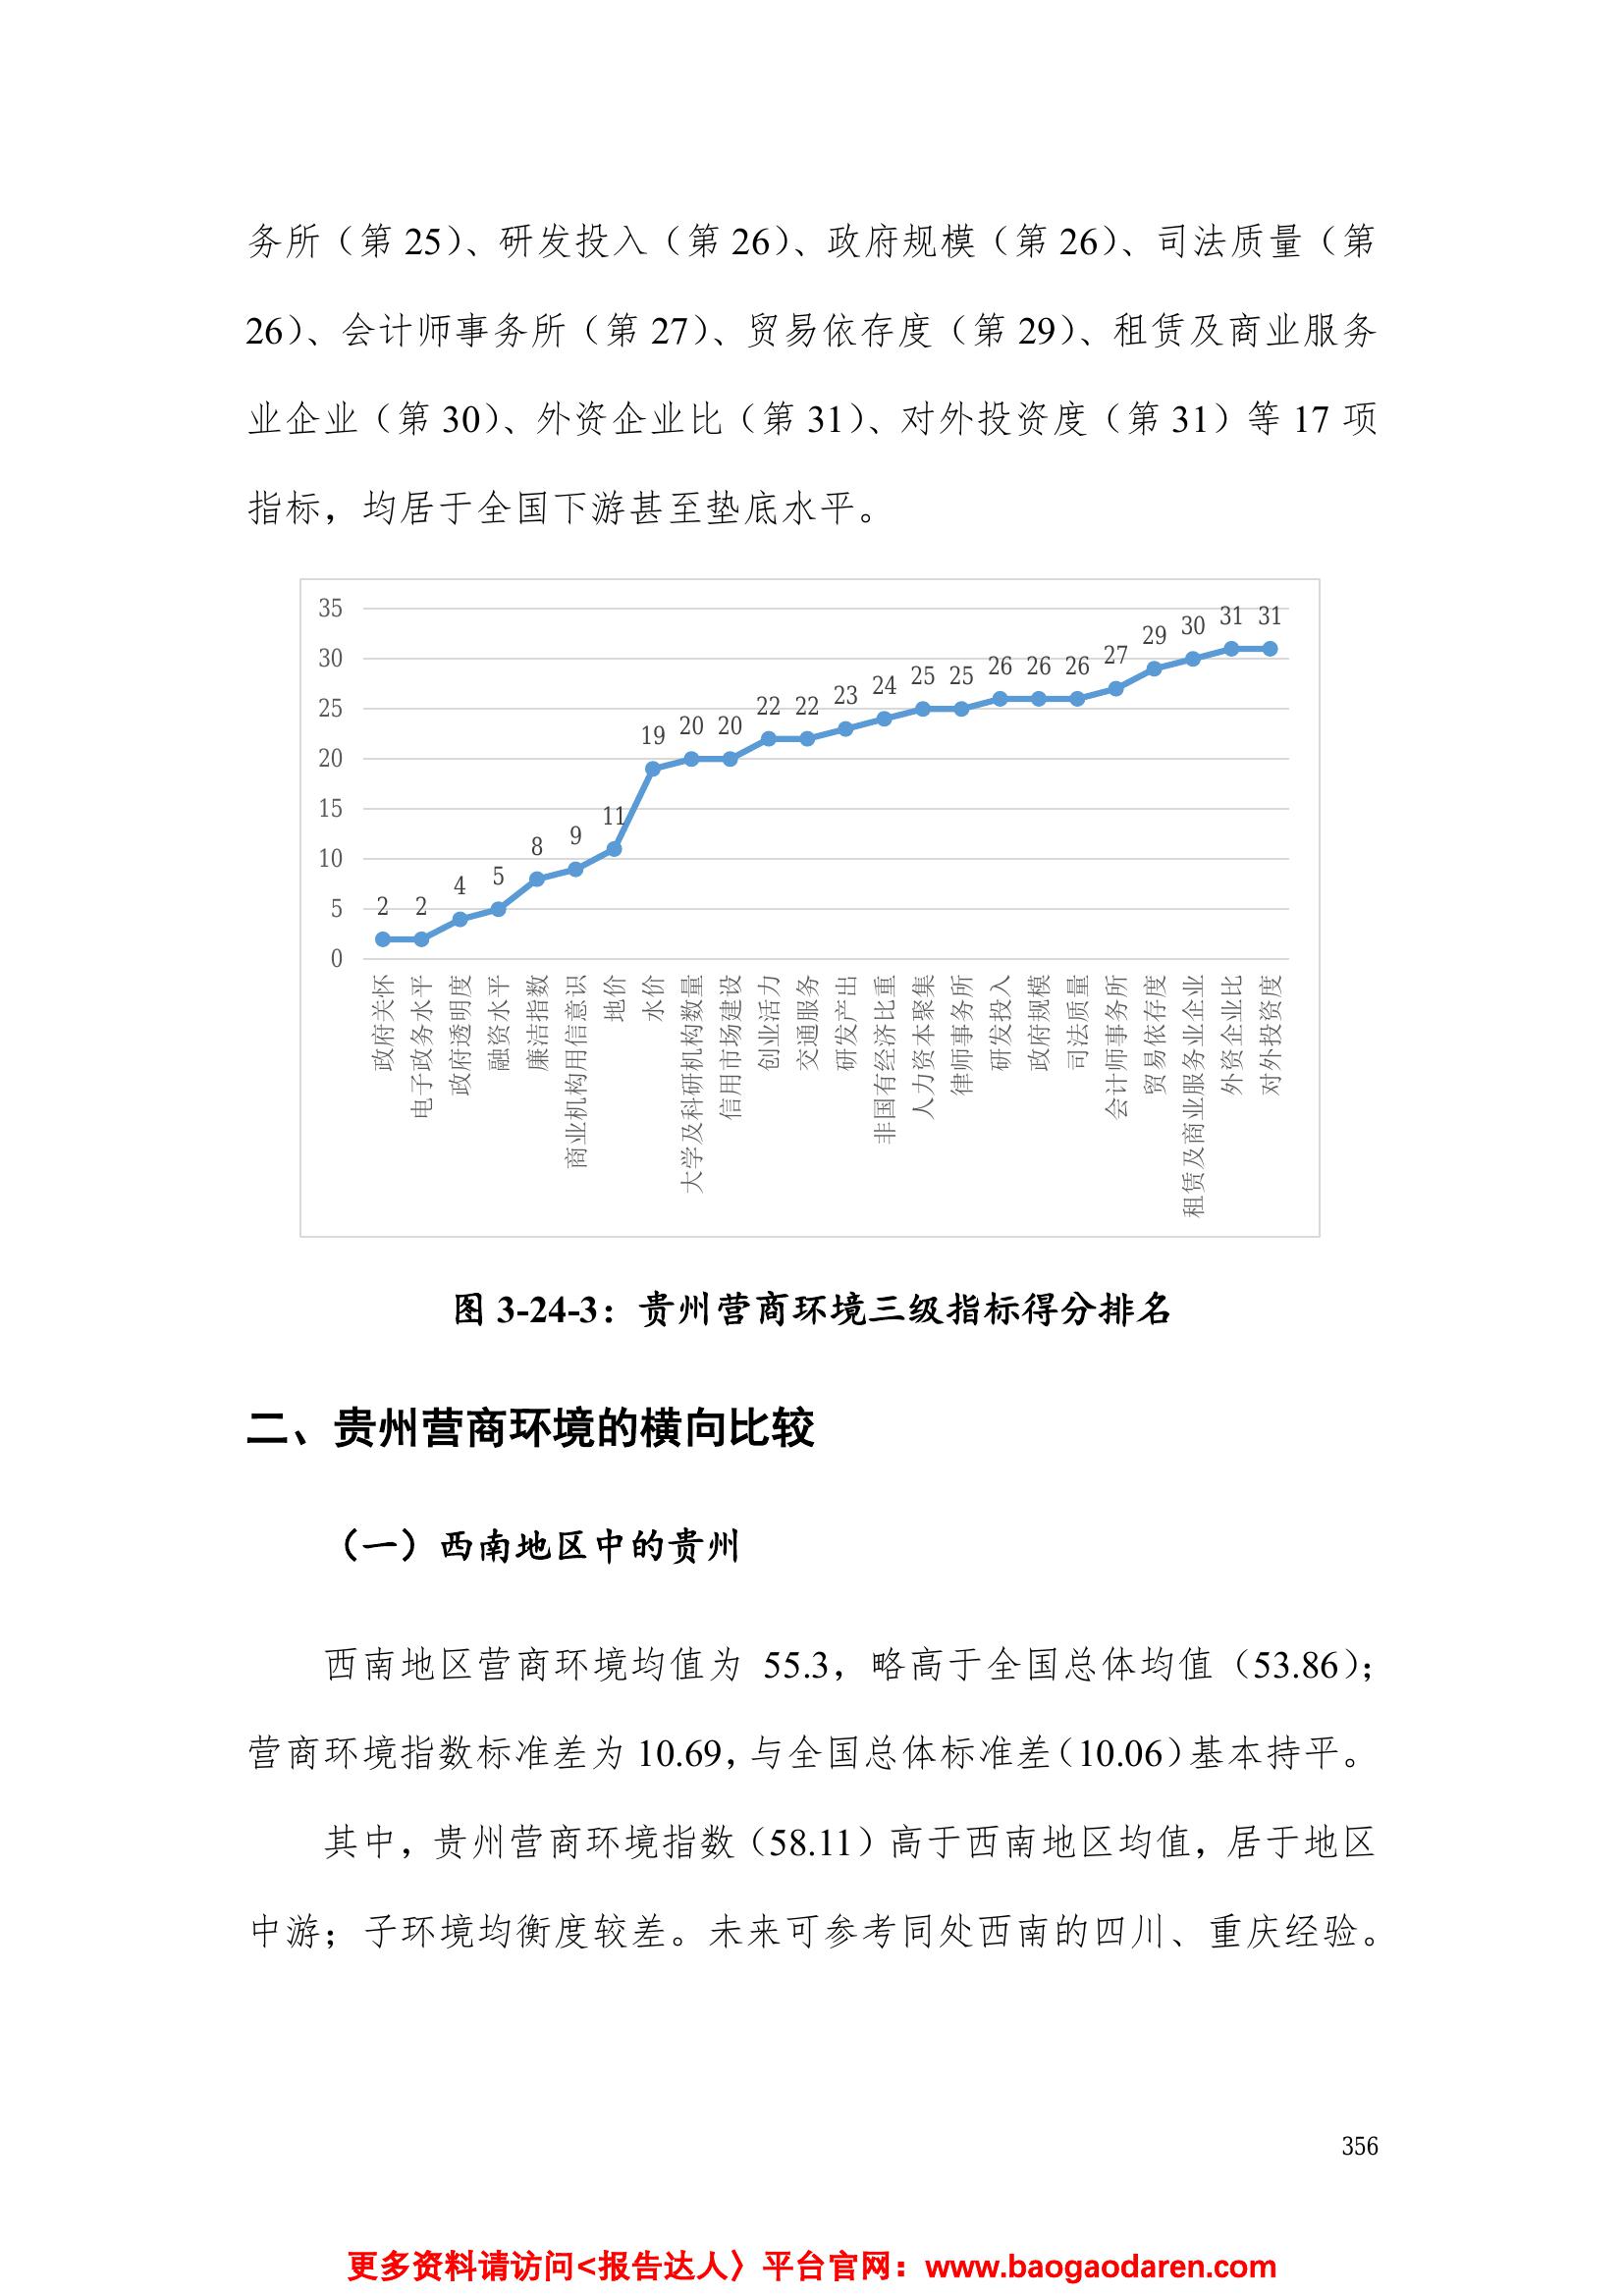 务所（第 25）、研发投入（第 26）、政府规模（第 26）、司法质量（第
26）、会计师事务所（第 27）、贸易依存度（第 29）、租赁及商业服务
业企业（第 30）、外资企业比（第 31）、对外投资度（第 31）等 17 项
指标，均居于全国下游甚至垫底水平。
35
30
25
20
15
10
5
0
2
2
4
5
8
9
11
19
20
20
22
22
23
24
25
25
26
26
26
27
29
30
31
31
政府关怀
电子政务水平
政府透明度
融资水平
廉洁指数
商业机构用信意识
地价
水价
大学及科研机构数量
信用市场建设
创业活力
交通服务
研发产出
非国有经济比重
人力资本聚集
律师事务所
研发投入
政府规模
司法质量
会计师事务所
贸易依存度
租赁及商业服务业企业
外资企业比
对外投资度
图 3-24-3：贵州营商环境三级指标得分排名
二、贵州营商环境的横向比较
（一）西南地区中的贵州
西南地区营商环境均值为 55.3，略高于全国总体均值（53.86）；
营商环境指数标准差为 10.69，与全国总体标准差（10.06）基本持平。
其中，贵州营商环境指数（58.11）高于西南地区均值，居于地区
中游；子环境均衡度较差。未来可参考同处西南的四川、重庆经验。
356
更多资料请访问<报告达人〉平台官网：www.baogaodaren.com